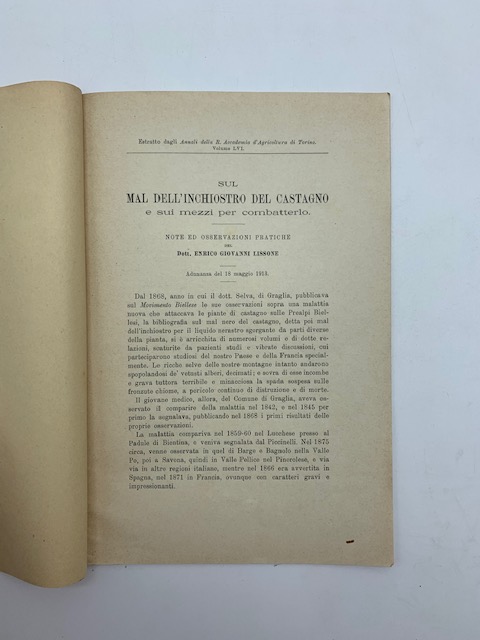 Estratto dagli Annali della R. Accademia d'Agricoltura di Torino.
Volume LVI.
SUL
MAL DELL'INCHIOSTRO DEL CASTAGNO
e sui mezzi per combatterlo.
NOTE ED OSSERVAZIONI PRATICHE
DEL
Dott. ENRICO GIOVANNI LISSONE
Adunanza del 18 maggio 1913.
Dal 1868, anno in cui il dott. Selva, di Graglia, pubblicava
sul Movimento Biellese le sue osservazioni sopra una malattia
nuova che attaccava le piante di castagno sulle Prealpi Biel-
lesi, la bibliografia sul mal nero del castagno, detta poi mal
dell'inchiostro per il liquido nerastro sgorgante da parti diverse
della pianta, si è arricchita di numerosi volumi e di dotte re-
lazioni, scaturite da pazienti studi e vibrate discussioni, cui
parteciparono studiosi del nostro Paese e della Francia special-
mente. Le ricche selve delle nostre montagne intanto andarono
spopolandosi de' vetusti alberi, decimati; e sovra di esse incombe
e grava tuttora terribile e minacciosa la spada sospesa sulle
fronzute chiome, a pericolo continuo di distruzione e di morte.
Il giovane medico, allora, del Comune di Graglia, aveva os-
servato il comparire della malattia nel 1842, e nel 1845 per
primo la segnalava, pubblicando nel 1868 i primi risultati delle
proprie osservazioni.
La malattia compariva nel 1859-60 nel Lucchese presso al
Padule di Bientina, e veniva segnalata dal Piccinelli. Nel 1875
circa, venne osservata in quel di Barge e Bagnolo nella Valle
Po, poi a Savona, quindi in Valle Pellice nel Pinerolese, e via
via in altre regioni italiane, mentre nel 1866 era avvertita in
Spagna, nel 1871 in Francia, ovunque con caratteri gravi e
impressionanti.